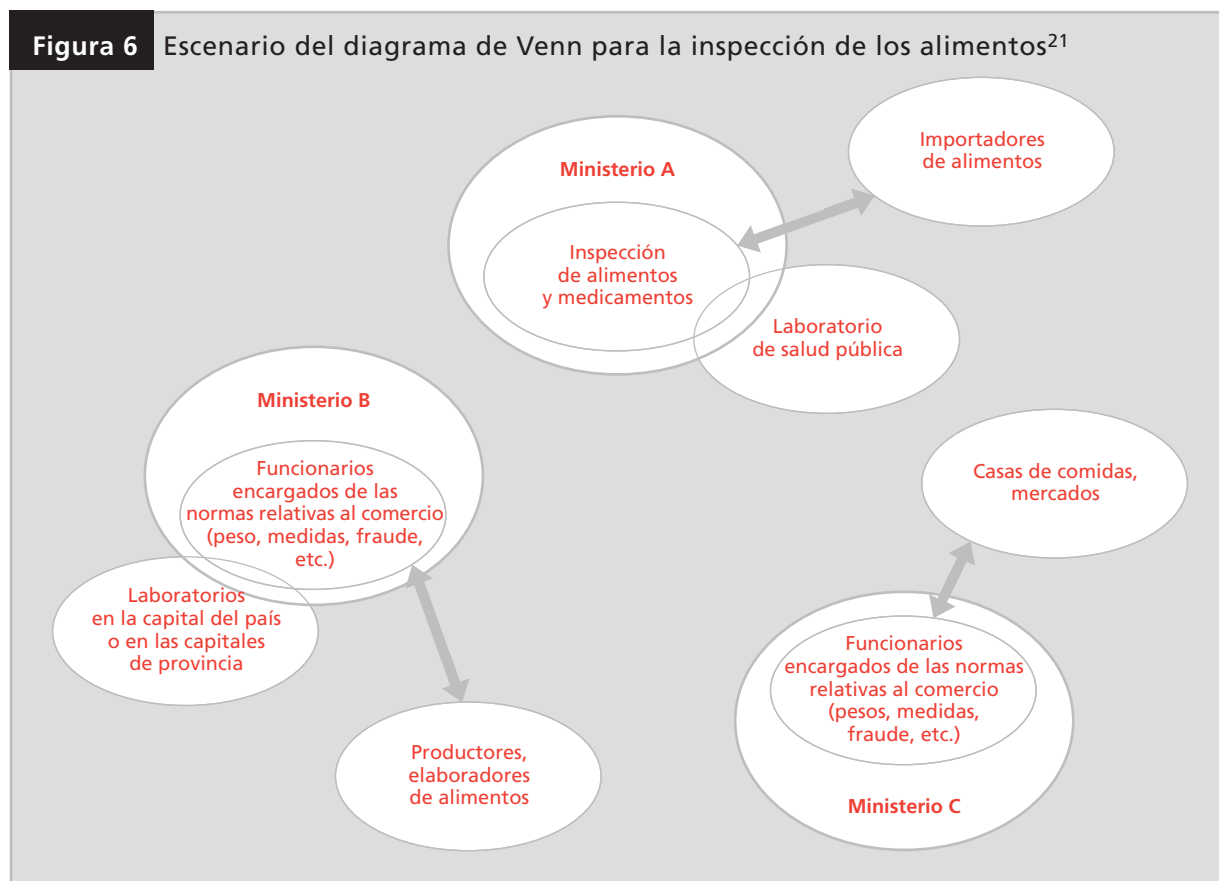 Figura 6 Escenario del diagrama de Venn para la inspección de los alimentos21
Importadores
de alimentos
Ministerio A
Inspección
de alimentos
y medicamentos
Laboratorio
de salud pública
Ministerio B
Funcionarios
encargados de las
normas relativas al comercio
(peso, medidas, fraude,
etc.)
Laboratorios
en la capital del país
o en las capitales
de provincia
Productores,
elaboradores
de alimentos
Casas de comidas,
mercados
Funcionarios
encargados de las normas
relativas al comercio
(pesos, medidas,
fraude, etc.)
Ministerio C